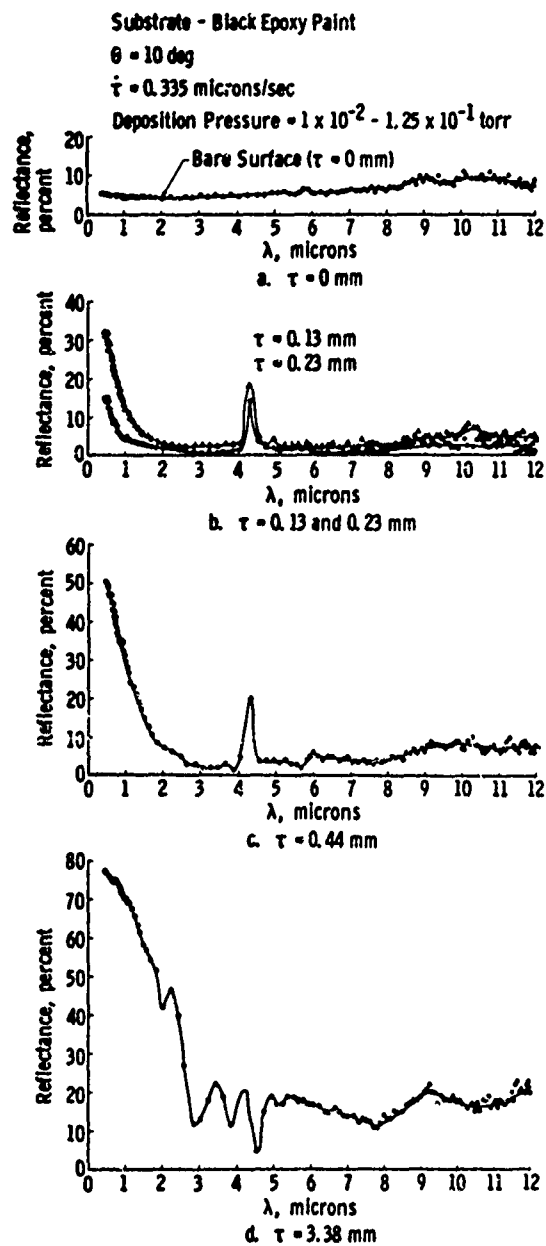 Substrate - Black Epoxy Paint
θ = 10 deg
τ̇ = 0.335 microns/sec
Deposition Pressure = 1 x 10⁻² - 1.25 x 10⁻¹ torr
Reflectance, percent
20
10
0
Bare Surface (τ = 0 mm)
0 1 2 3 4 5 6 7 8 9 10 11 12
λ, microns
a. τ = 0 mm
Reflectance, percent
40
30
20
10
0
τ = 0.13 mm
τ = 0.23 mm
0 1 2 3 4 5 6 7 8 9 10 11 12
λ, microns
b. τ = 0.13 and 0.23 mm
Reflectance, percent
60
50
40
30
20
10
0
0 1 2 3 4 5 6 7 8 9 10 11 12
λ, microns
c. τ = 0.44 mm
Reflectance, percent
80
70
60
50
40
30
20
10
0
0 1 2 3 4 5 6 7 8 9 10 11 12
λ, microns
d. τ = 3.38 mm